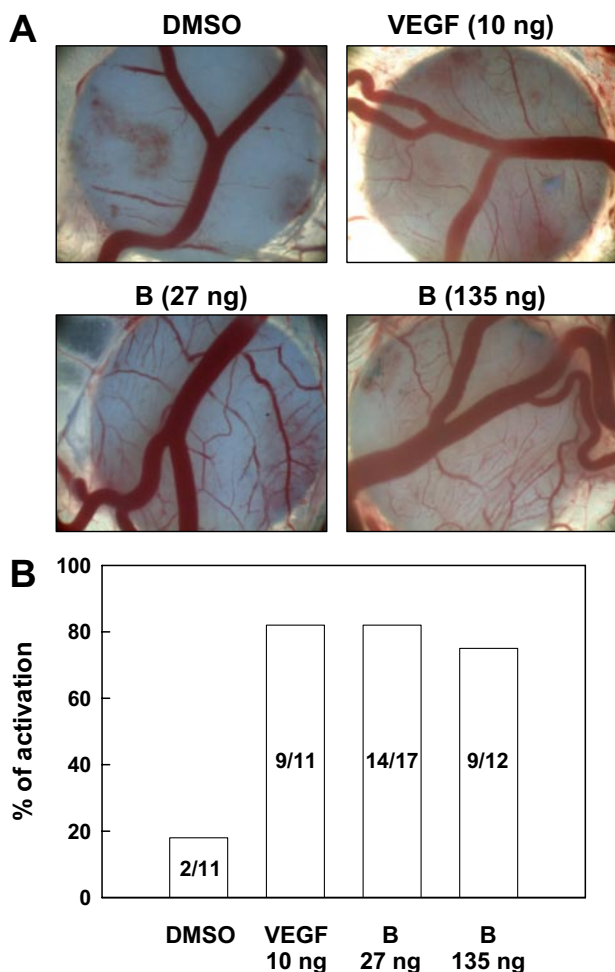 A
DMSO
VEGF (10 ng)
B (27 ng)
B (135 ng)
B
100
80
60
40
20
0
% of activation
2/11
9/11
14/17
9/12
DMSO
VEGF
10 ng
B
27 ng
B
135 ng